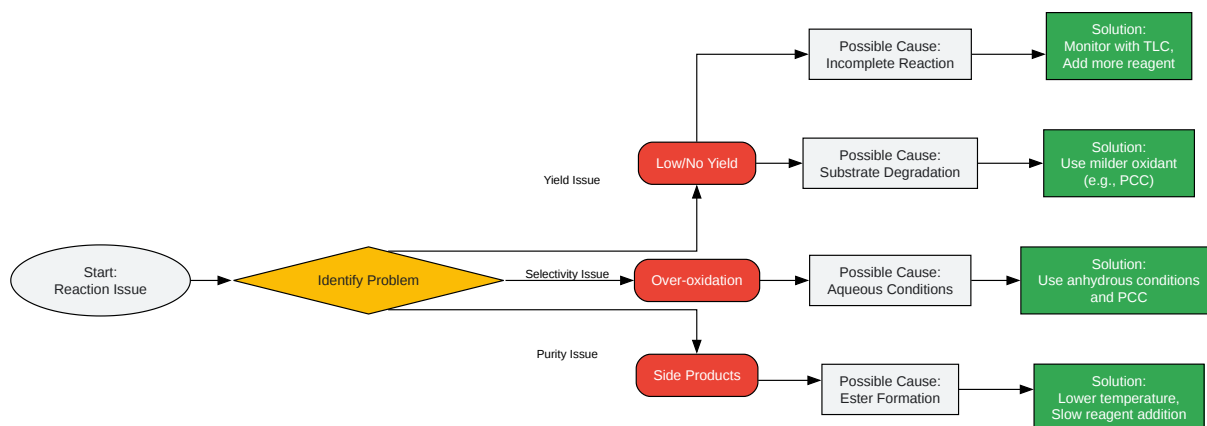 Start:
Reaction Issue
Identify Problem
Yield Issue
Selectivity Issue
Purity Issue
Low/No Yield
Over-oxidation
Side Products
Possible Cause:
Incomplete Reaction
Possible Cause:
Substrate Degradation
Possible Cause:
Aqueous Conditions
Possible Cause:
Ester Formation
Solution:
Monitor with TLC,
Add more reagent
Solution:
Use milder oxidant
(e.g., PCC)
Solution:
Use anhydrous conditions
and PCC
Solution:
Lower temperature,
Slow reagent addition